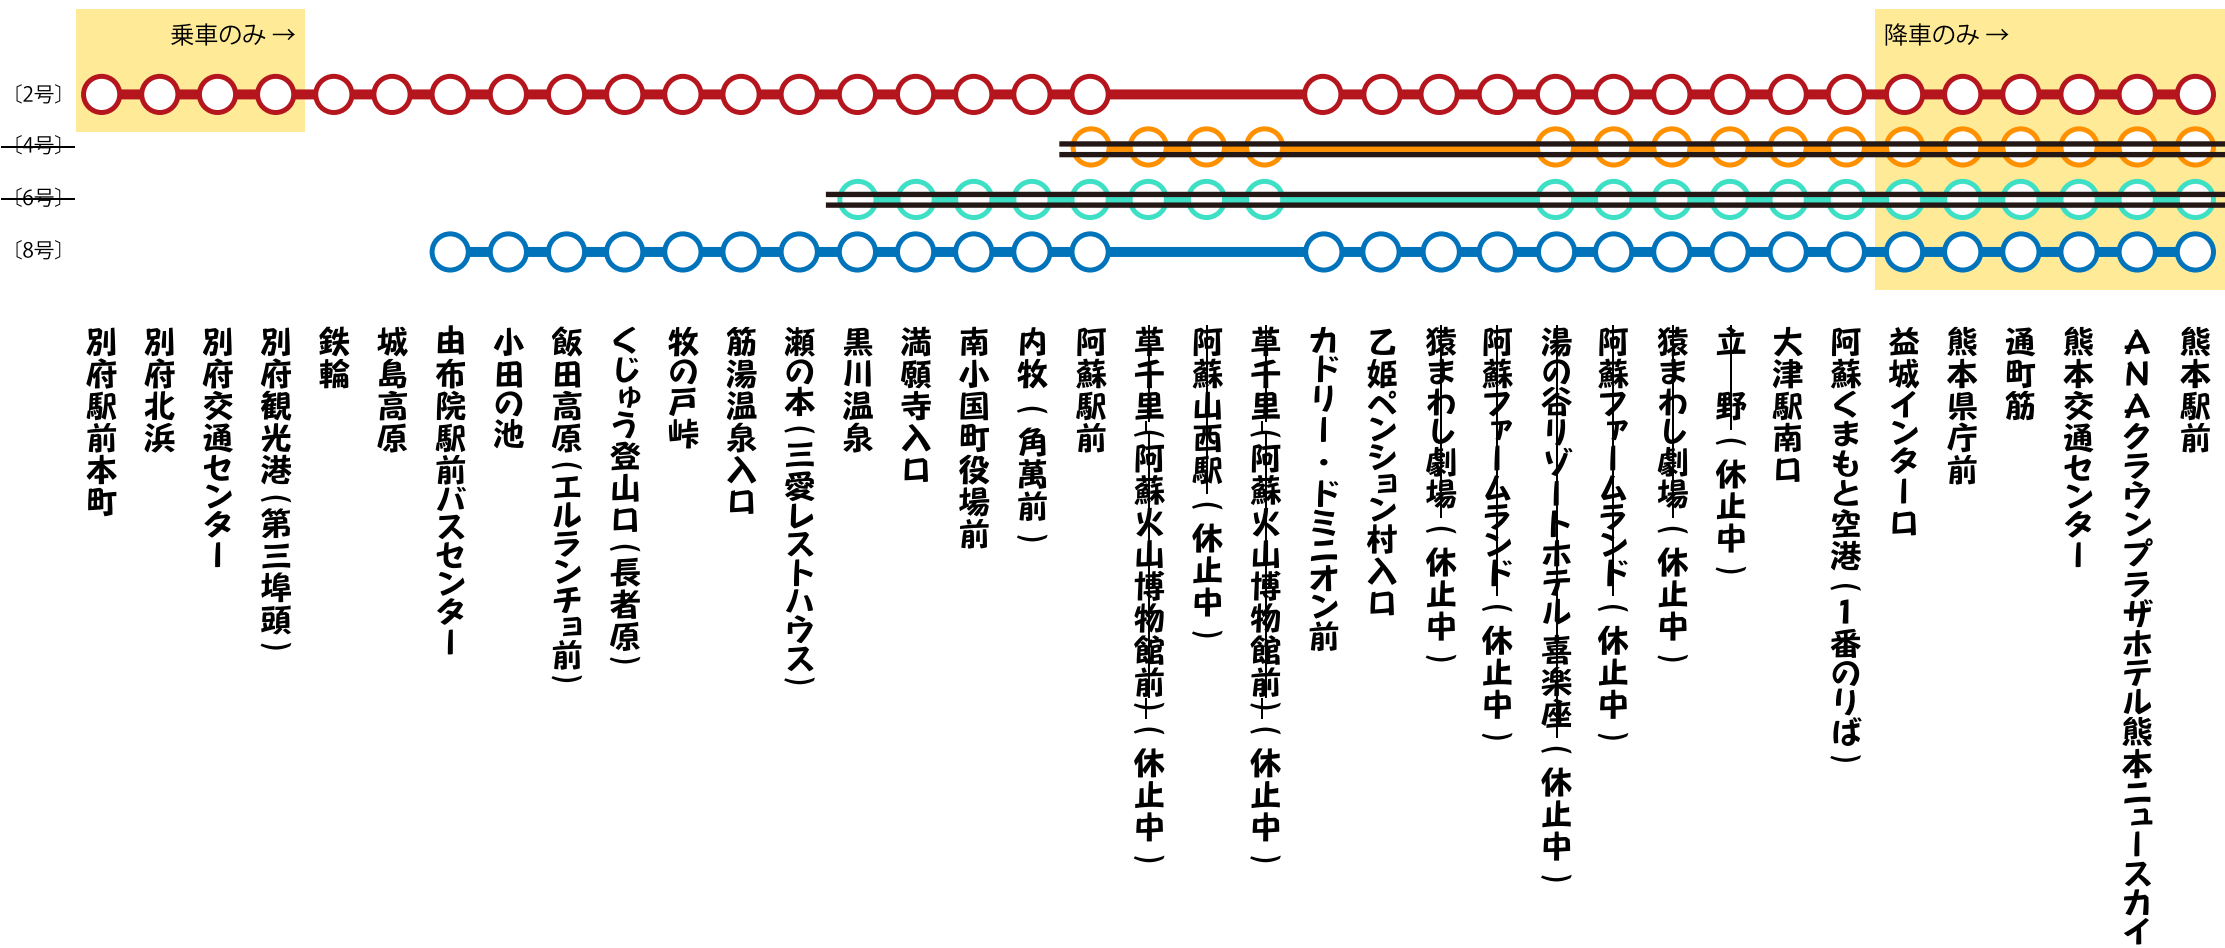 乗車のみ →
降車のみ →
〔2号〕
〔4号〕
〔6号〕
〔8号〕
別府駅前本町
別府北浜
別府交通センター
別府観光港(第三埠頭)
鉄輪
城島高原
由布院駅前バスセンター
小田の池
飯田高原(エルランチョ前)
くじゅう登山口(長者原)
牧の戸峠
筋湯温泉入口
瀬の本(三愛レストハウス)
黒川温泉
満願寺入口
南小国町役場前
内牧(角萬前)
阿蘇駅前
草千里(阿蘇火山博物館前)(休止中)
阿蘇山西駅(休止中)
草千里(阿蘇火山博物館前)(休止中)
カドリー・ドミニオン前
乙姫ペンション村入口
猿まわし劇場(休止中)
阿蘇ファームランド(休止中)
湯の谷リゾートホテル喜楽座(休止中)
阿蘇ファームランド(休止中)
猿まわし劇場(休止中)
立 野(休止中)
大津駅南口
阿蘇くまもと空港(1番のりば)
益城インター口
熊本県庁前
通町筋
熊本交通センター
ANAクラウンプラザホテル熊本ニュースカイ
熊本駅前